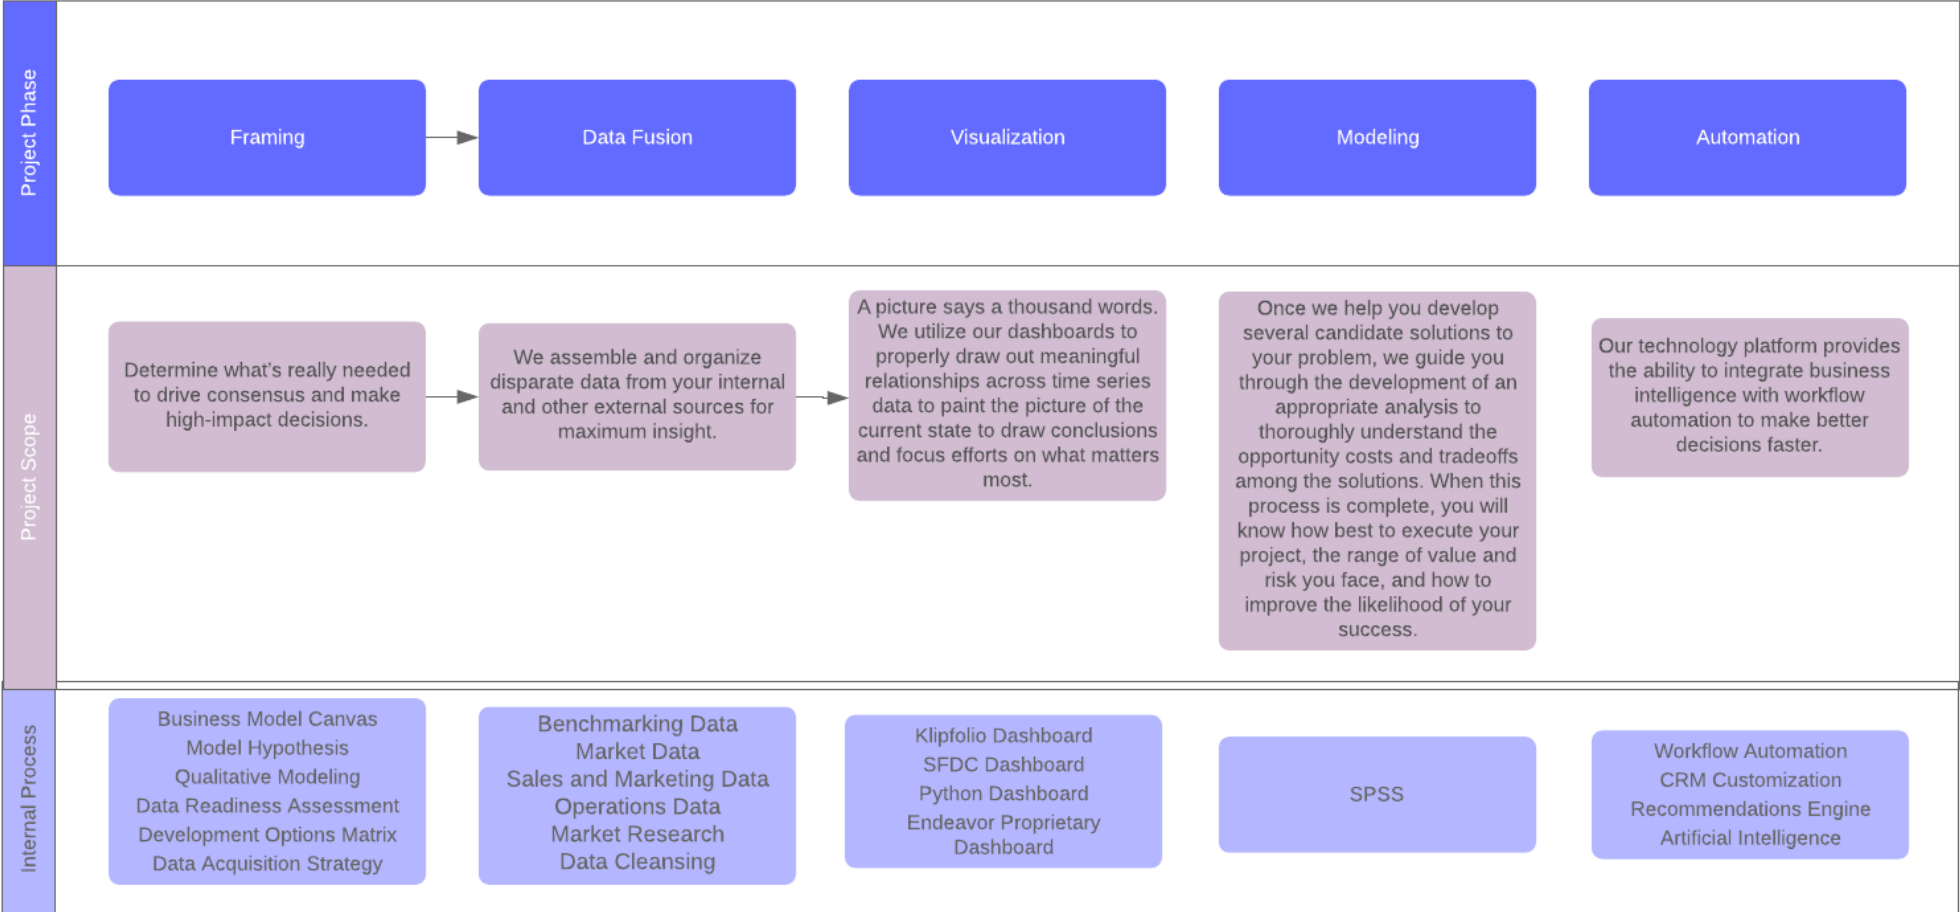 Project Phase
Framing
Data Fusion
Visualization
Modeling
Automation
Project Scope
Determine what's really needed
to drive consensus and make
high-impact decisions.
We assemble and organize
disparate data from your internal
and other external sources for
maximum insight.
A picture says a thousand words.
We utilize our dashboards to
properly draw out meaningful
relationships across time series
data to paint the picture of the
current state to draw conclusions
and focus efforts on what matters
most.
Once we help you develop
several candidate solutions to
your problem, we guide you
through the development of an
appropriate analysis to
thoroughly understand the
opportunity costs and tradeoffs
among the solutions. When this
process is complete, you will
know how best to execute your
project, the range of value and
risk you face, and how to
improve the likelihood of your
success.
Our technology platform provides
the ability to integrate business
intelligence with workflow
automation to make better
decisions faster.
Internal Process
Business Model Canvas
Model Hypothesis
Qualitative Modeling
Data Readiness Assessment
Development Options Matrix
Data Acquisition Strategy
Benchmarking Data
Market Data
Sales and Marketing Data
Operations Data
Market Research
Data Cleansing
Klipfolio Dashboard
SFDC Dashboard
Python Dashboard
Endeavor Proprietary
Dashboard
SPSS
Workflow Automation
CRM Customization
Recommendations Engine
Artificial Intelligence